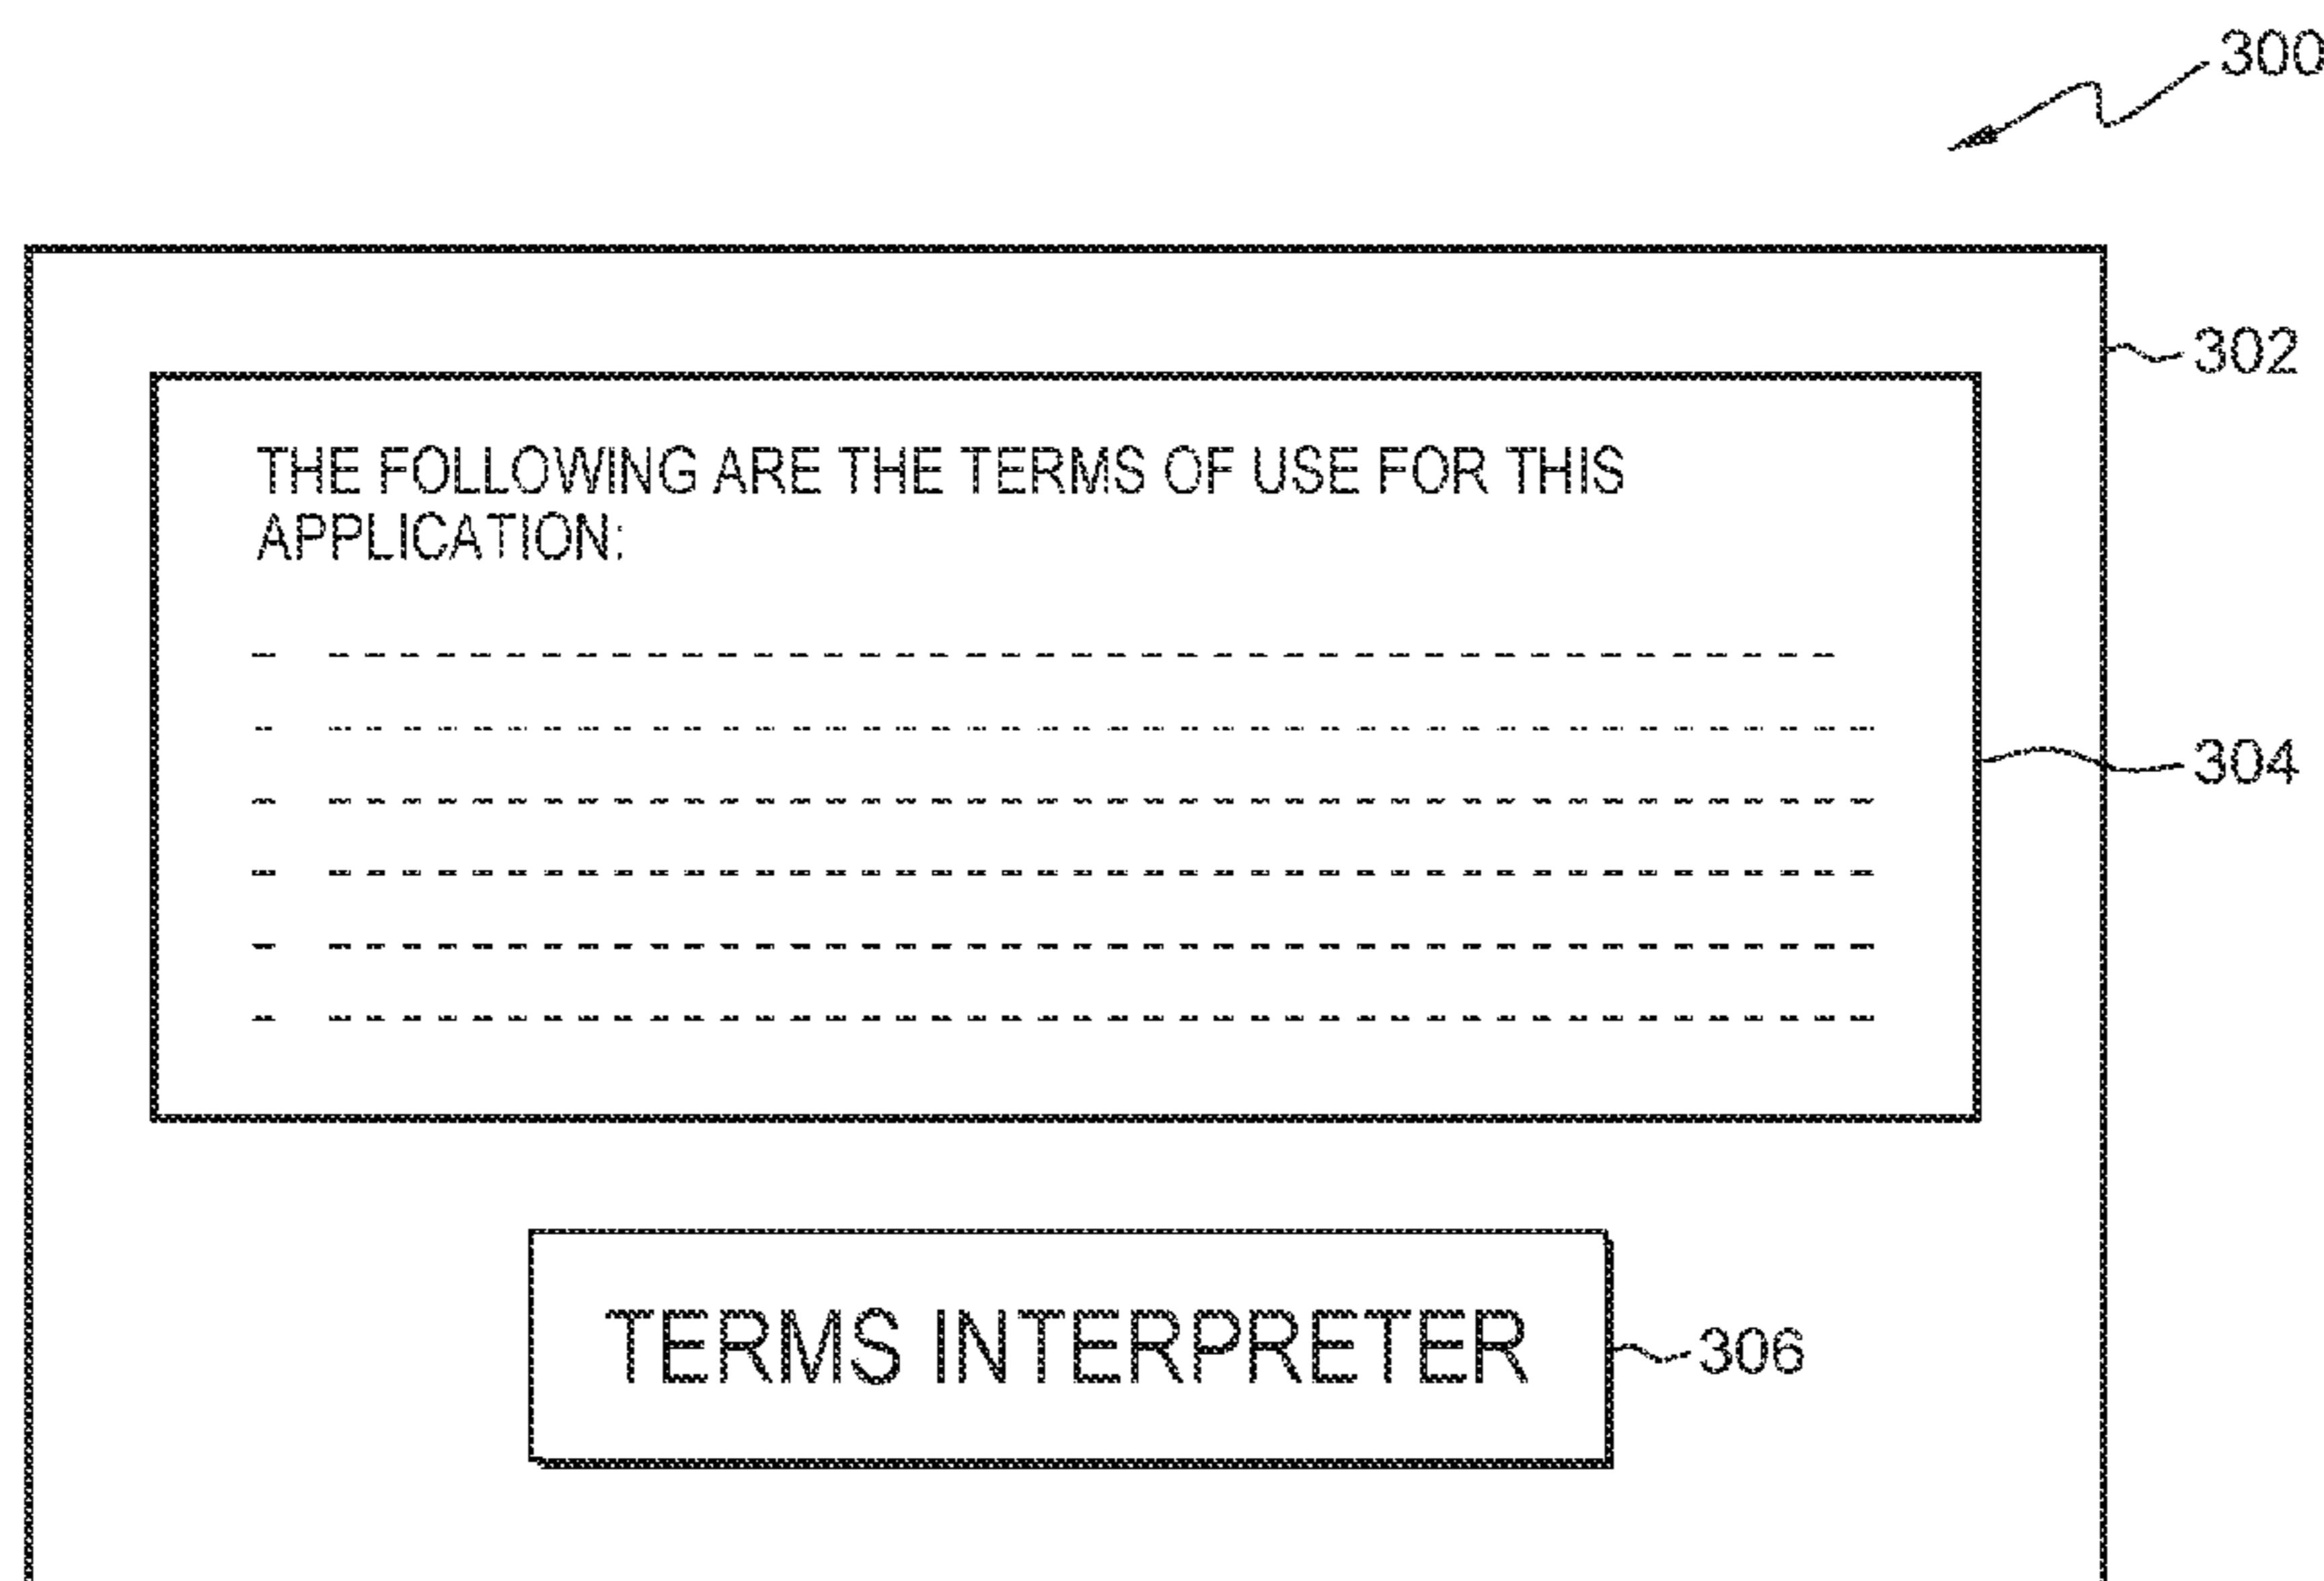 300
302
THE FOLLOWING ARE THE TERMS OF USE FOR THIS
APPLICATION:
304
TERMS INTERPRETER
306